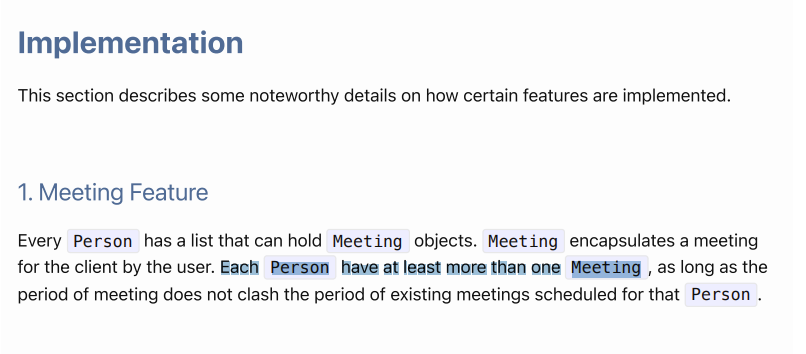 Implementation
This section describes some noteworthy details on how certain features are implemented.
1. Meeting Feature
Every Person has a list that can hold Meeting objects. Meeting encapsulates a meeting
for the client by the user. Each Person have at least more than one Meeting , as long as the
period of meeting does not clash the period of existing meetings scheduled for that Person .